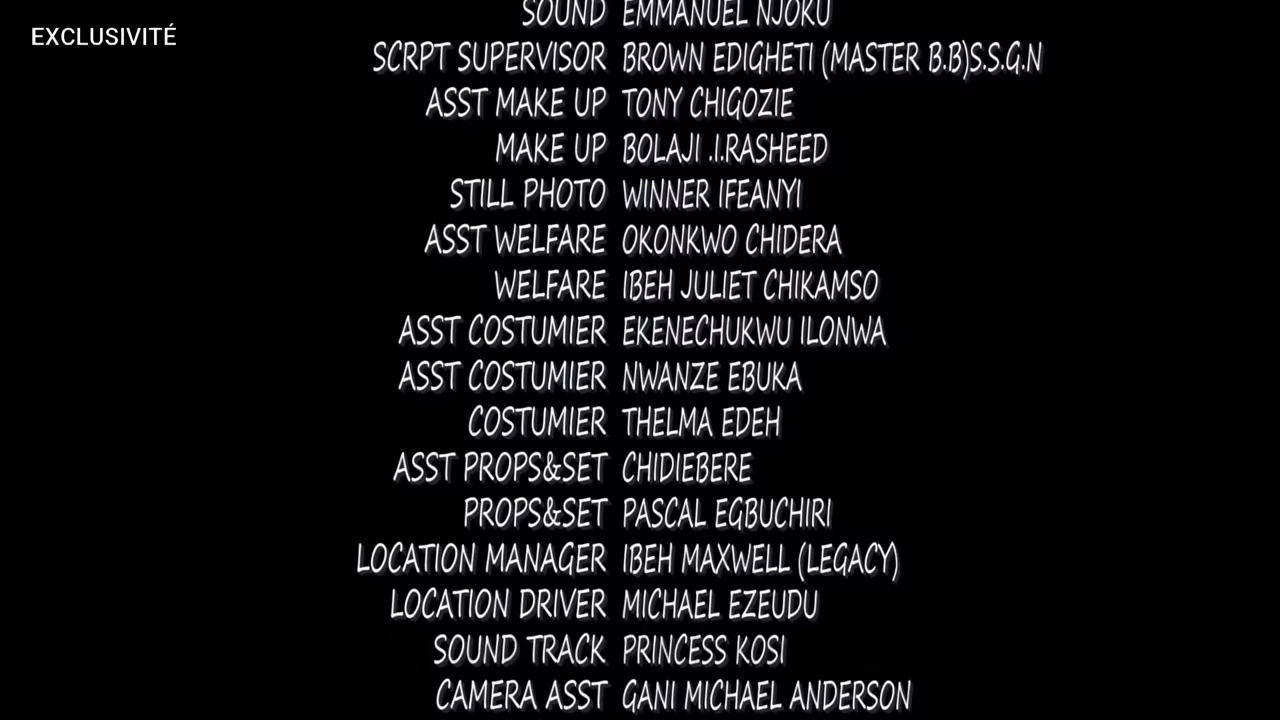 EXCLUSIVITÉ
SOUND EMMANUEL NJOKU
SCRPT SUPERVISOR BROWN EDIGHETI (MASTER B.B)S.S.G.N
ASST MAKE UP TONY CHIGOZIE
MAKE UP BOLAJI .I.RASHEED
STILL PHOTO WINNER IFEANYI
ASST WELFARE OKONKWO CHIDERA
WELFARE IBEH JULIET CHIKAMSO
ASST COSTUMIER EKENECHUKWU ILONWA
ASST COSTUMIER NWANZE EBUKA
COSTUMIER THELMA EDEH
ASST PROPS&SET CHIDIEBERE
PROPS&SET PASCAL EGBUCHIRI
LOCATION MANAGER IBEH MAXWELL (LEGACY)
LOCATION DRIVER MICHAEL EZEUDU
SOUND TRACK PRINCESS KOSI
CAMERA ASST GANI MICHAEL ANDERSON